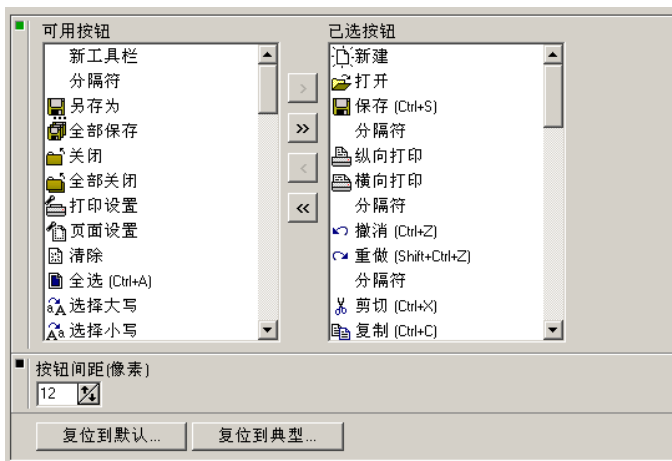 可用按钮
新工具栏
分隔符
另存为
全部保存
关闭
全部关闭
打印设置
页面设置
清除
全选 (Ctrl+A)
选择大写
选择小写
>
»
<
«
已选按钮
新建
打开
保存 (Ctrl+S)
分隔符
纵向打印
横向打印
分隔符
撤消 (Ctrl+Z)
重做 (Shift+Ctrl+Z)
分隔符
剪切 (Ctrl+X)
复制 (Ctrl+C)
按钮间距(像素)
12
复位到默认...
复位到典型...